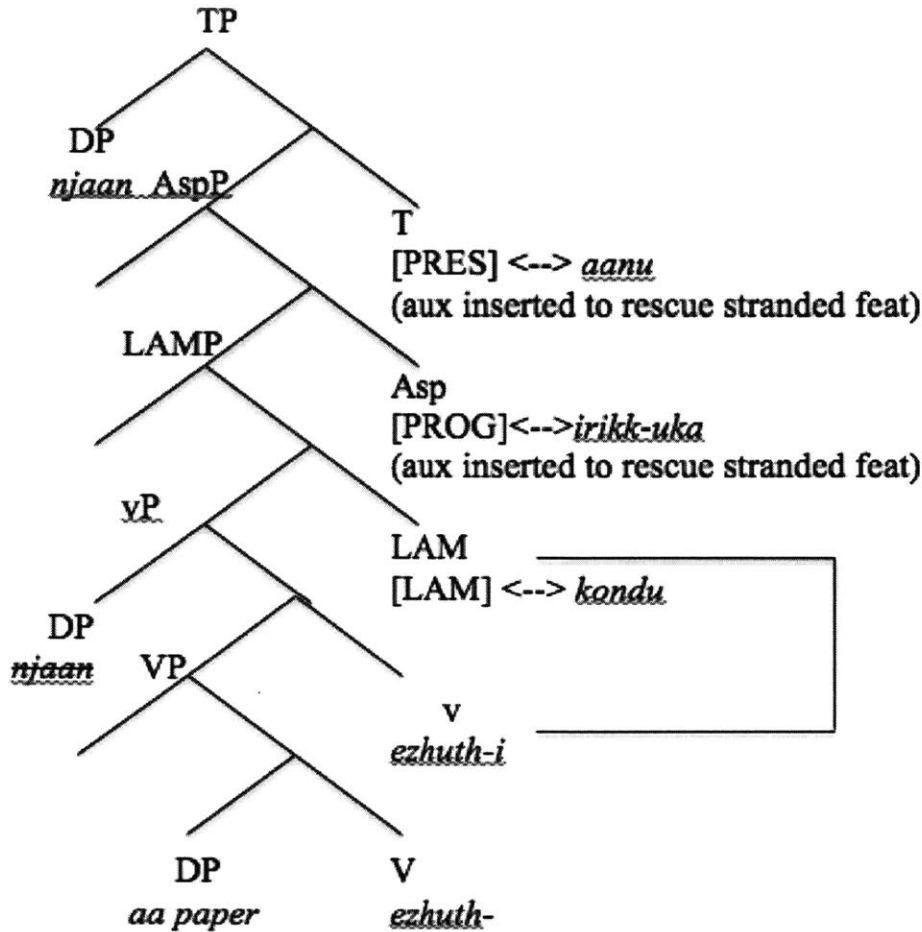 TP
DP
njaan AspP
T
[PRES] <--> aanu
(aux inserted to rescue stranded feat)
LAMP
Asp
[PROG]<-->irikk-uka
(aux inserted to rescue stranded feat)
vP
LAM
[LAM] <--> kondu
DP
njaan
VP
v
ezhuth-i
DP
V
aa paper
ezhuth-